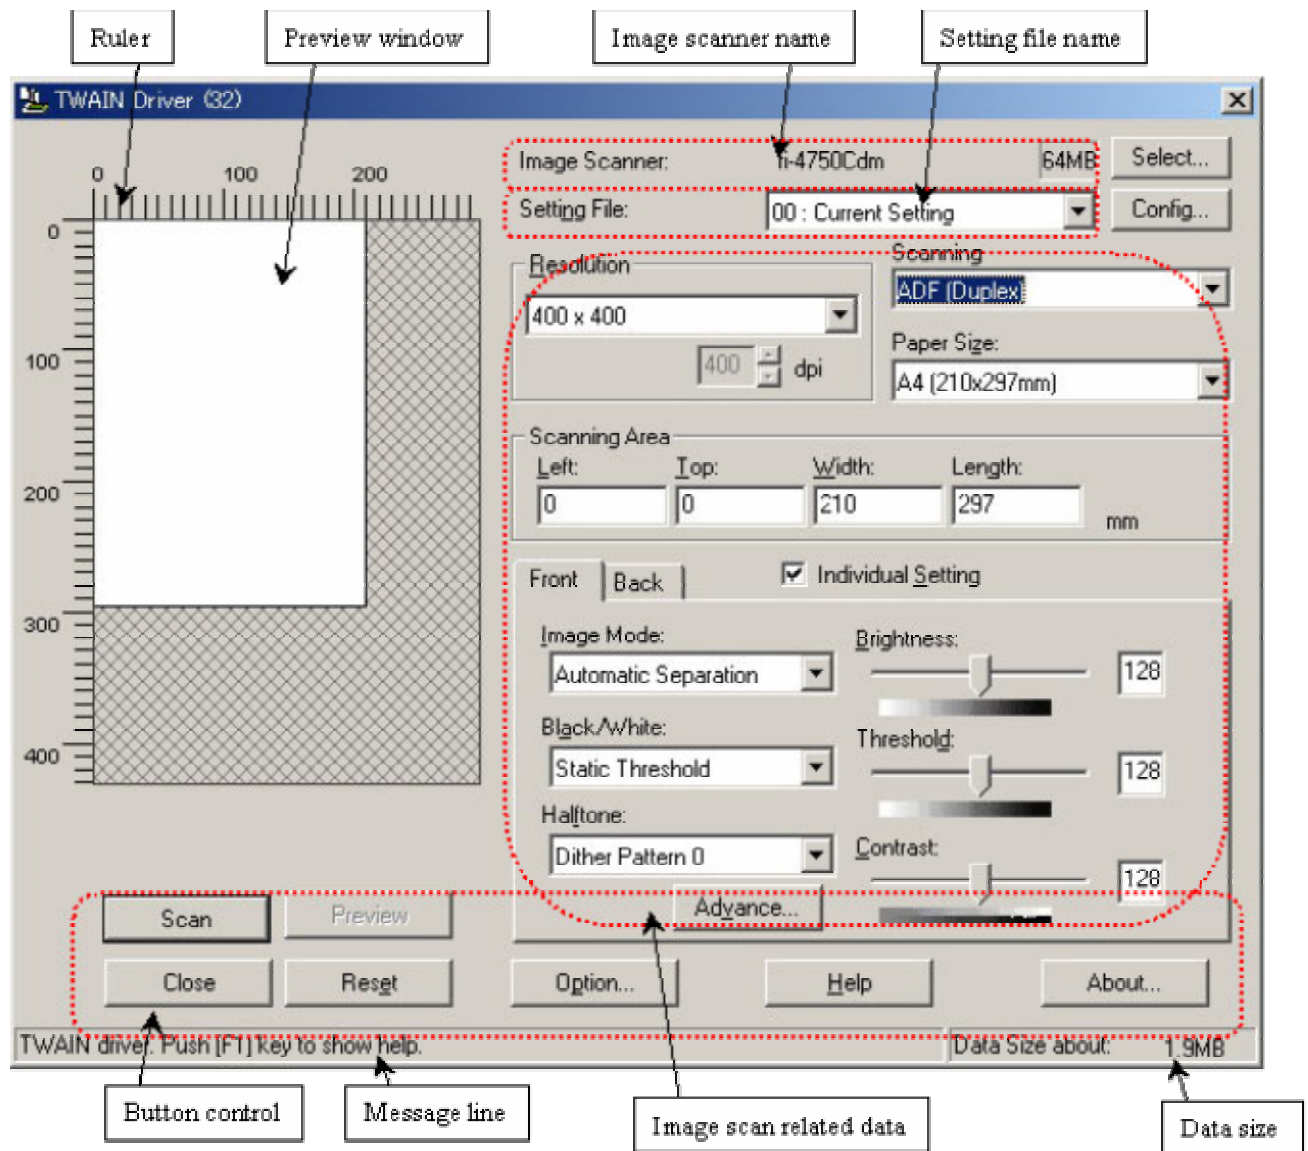 Ruler
Preview window
Image scanner name
Setting file name
TWAIN Driver (32)
Image Scanner:
fi-4750Cdm
64MB
Select...
Setting File:
00 : Current Setting
Config...
0
100
200
0
100
200
300
400
Resolution
400 x 400
400
dpi
Scanning
ADF (Duplex)
Paper Size:
A4 (210x297mm)
Scanning Area
Left:
Top:
Width:
Length:
0
0
210
297
mm
Front
Back
Individual Setting
Image Mode:
Automatic Separation
Black/White:
Static Threshold
Halftone:
Dither Pattern 0
Advance...
Brightness:
128
Threshold:
128
Contrast:
128
Scan
Preview
Close
Reset
Option...
Help
About...
TWAIN driver. Push [F1] key to show help.
Data Size about:
1.9MB
Button control
Message line
Image scan related data
Data size